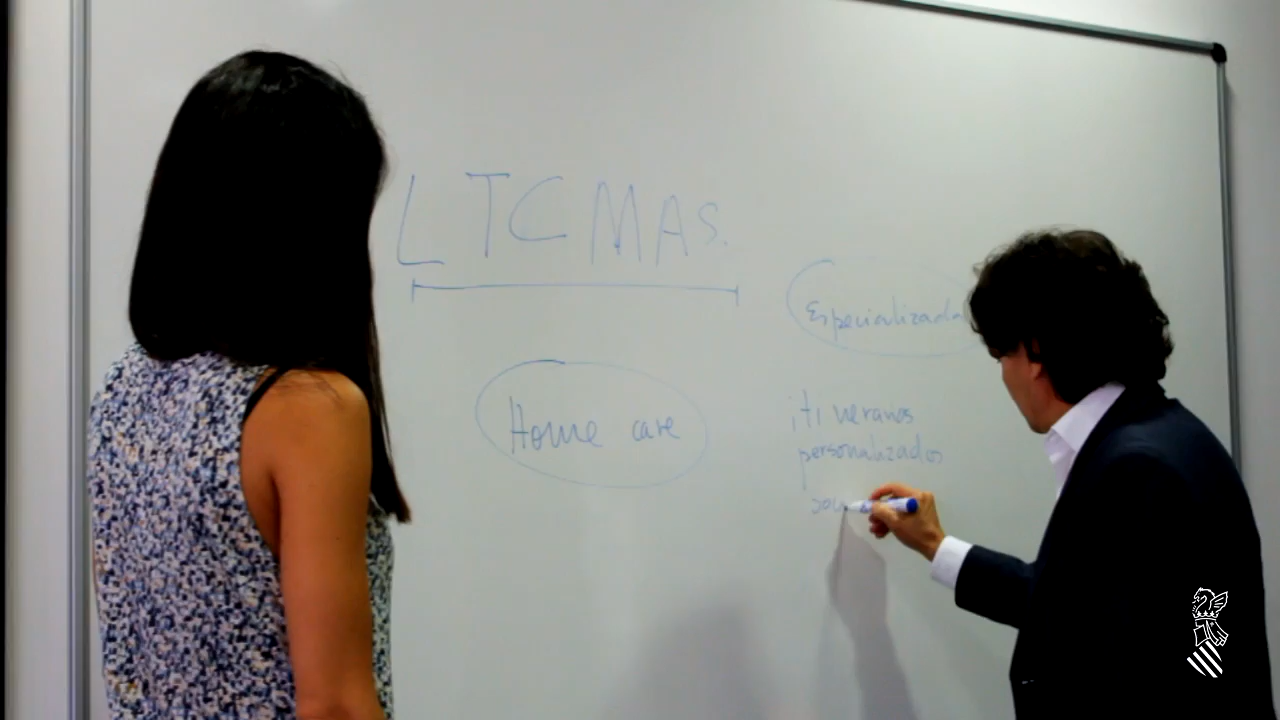 LTCMAS.
Especializada
Home care
itinerarios
personalizados